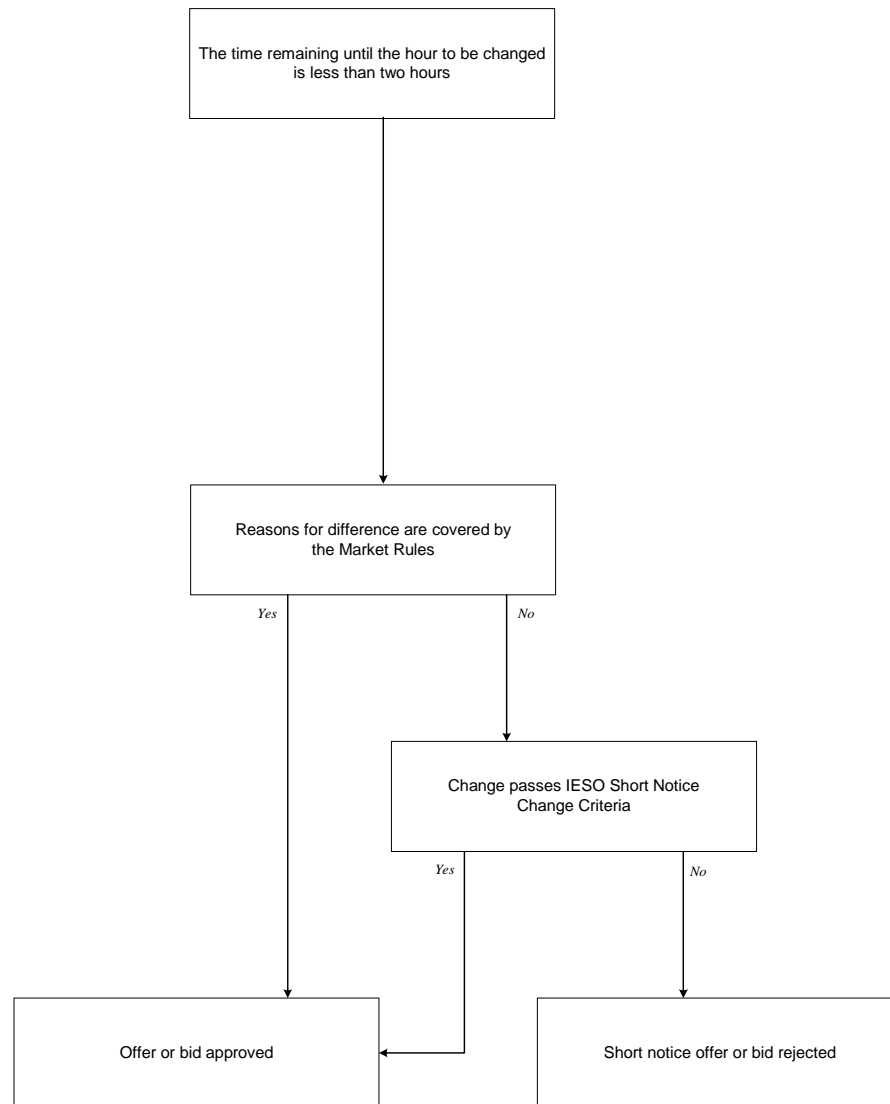 The time remaining until the hour to be changed
is less than two hours
Reasons for difference are covered by
the Market Rules
Yes
No
Change passes IESO Short Notice
Change Criteria
Yes
No
Offer or bid approved
Short notice offer or bid rejected